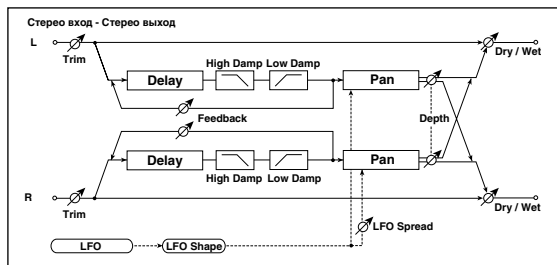 Стерео вход - Стерео выход
L
Trim
Dry / Wet
High Damp Low Damp
Delay
Pan
Feedback
Depth
Delay
Pan
High Damp Low Damp
R
Trim
Dry / Wet
LFO Spread
LFO
LFO Shape